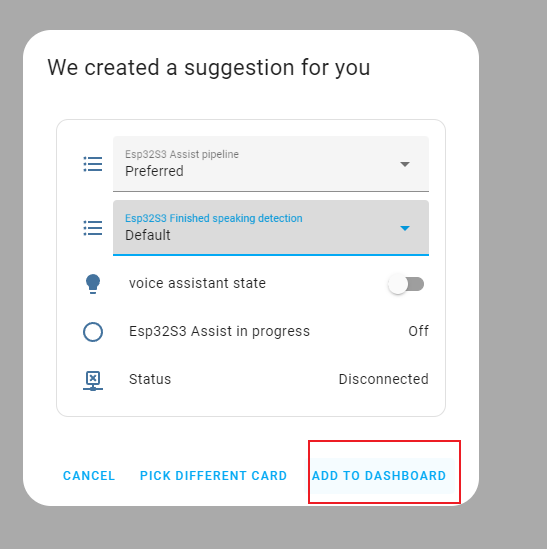 We created a suggestion for you
Esp32S3 Assist pipeline
Preferred
Esp32S3 Finished speaking detection
Default
voice assistant state
Esp32S3 Assist in progress Off
Status Disconnected
CANCEL PICK DIFFERENT CARD ADD TO DASHBOARD